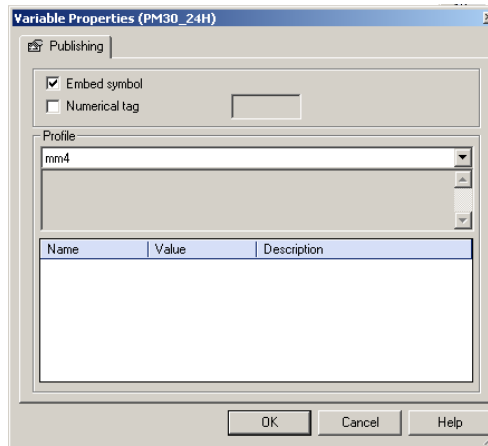 Variable Properties (PM30_24H)
Publishing
Embed symbol
Numerical tag
Profile
mm4
Name Value Description
OK Cancel Help